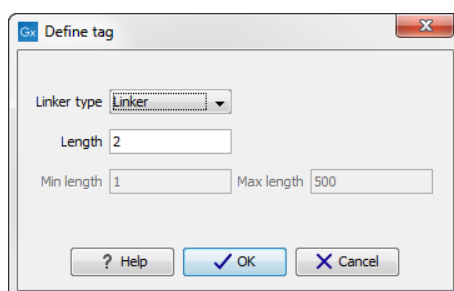 Gx Define tag
Linker type Linker
Length 2
Min length 1 Max length 500
? Help OK Cancel